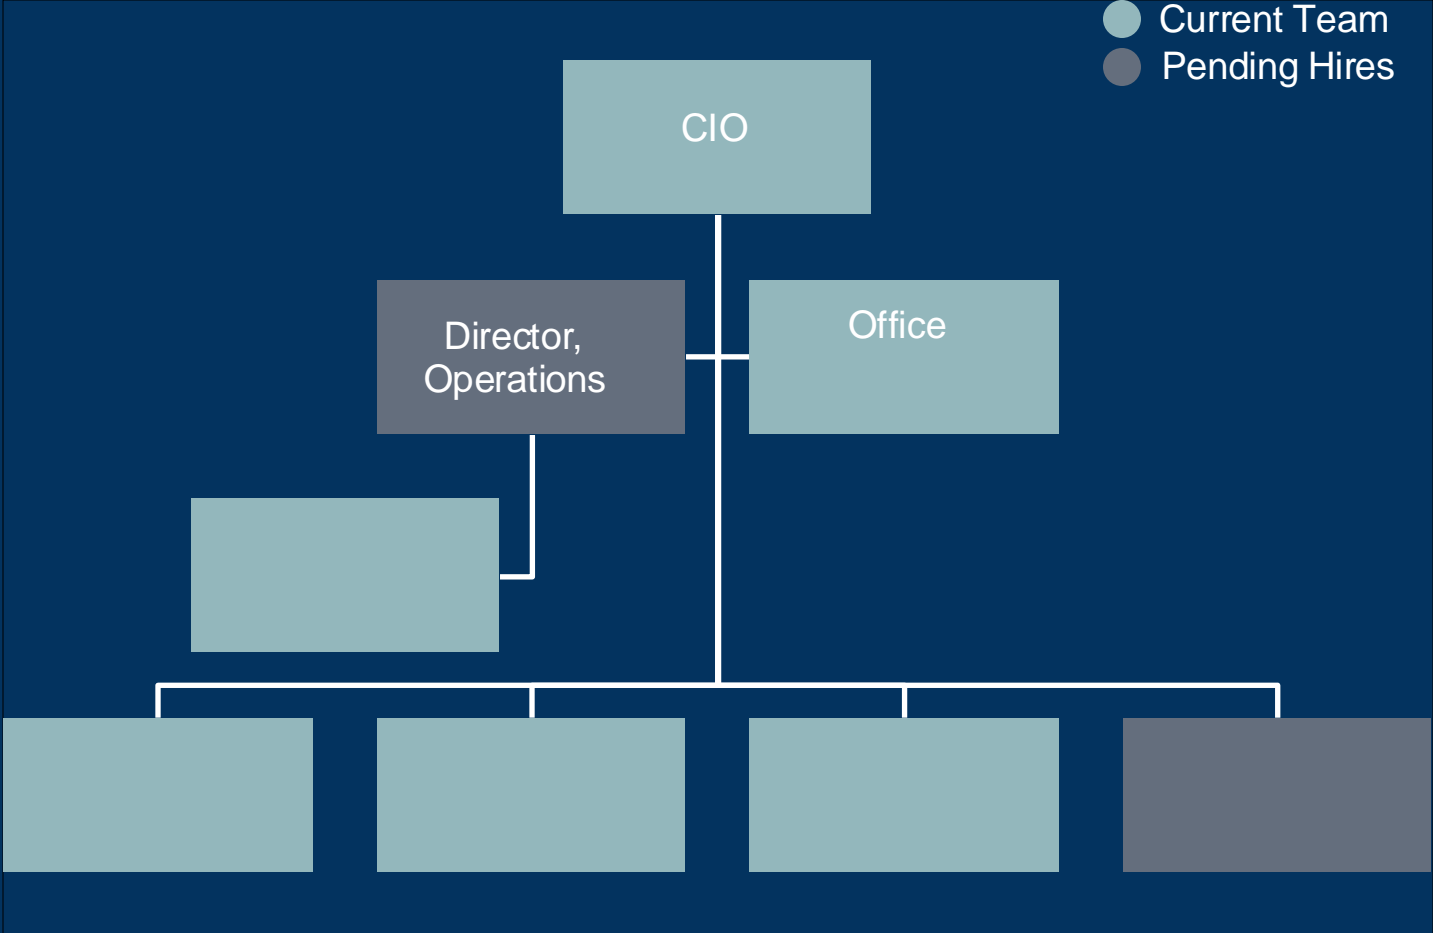 Current Team
Pending Hires
CIO
Director,
Operations
Office